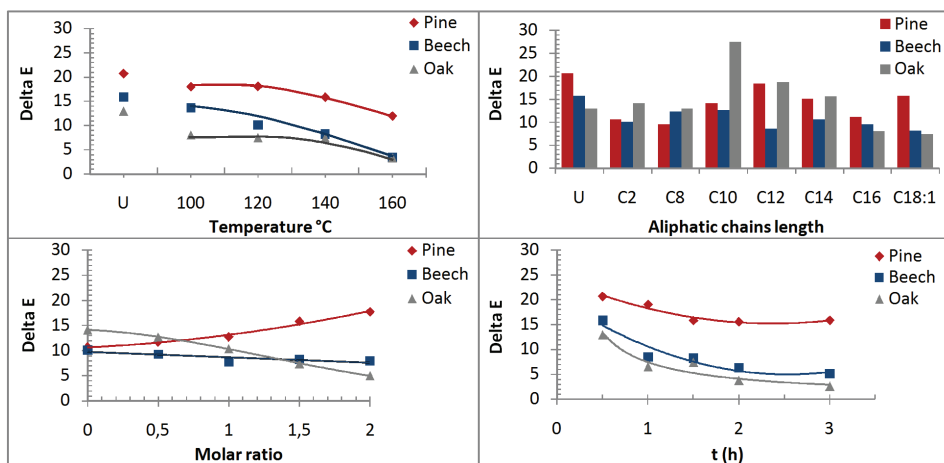 30
25
20
15
10
5
0
Delta E
Pine
Beech
Oak
U 100 120 140 160
Temperature °C
30
25
20
15
10
5
0
Delta E
Pine
Beech
Oak
U C2 C8 C10 C12 C14 C16 C18:1
Aliphatic chains length
30
25
20
15
10
5
0
Delta E
Pine
Beech
Oak
0 0,5 1 1,5 2
Molar ratio
30
25
20
15
10
5
0
Delta E
Pine
Beech
Oak
0 1 2 3
t (h)